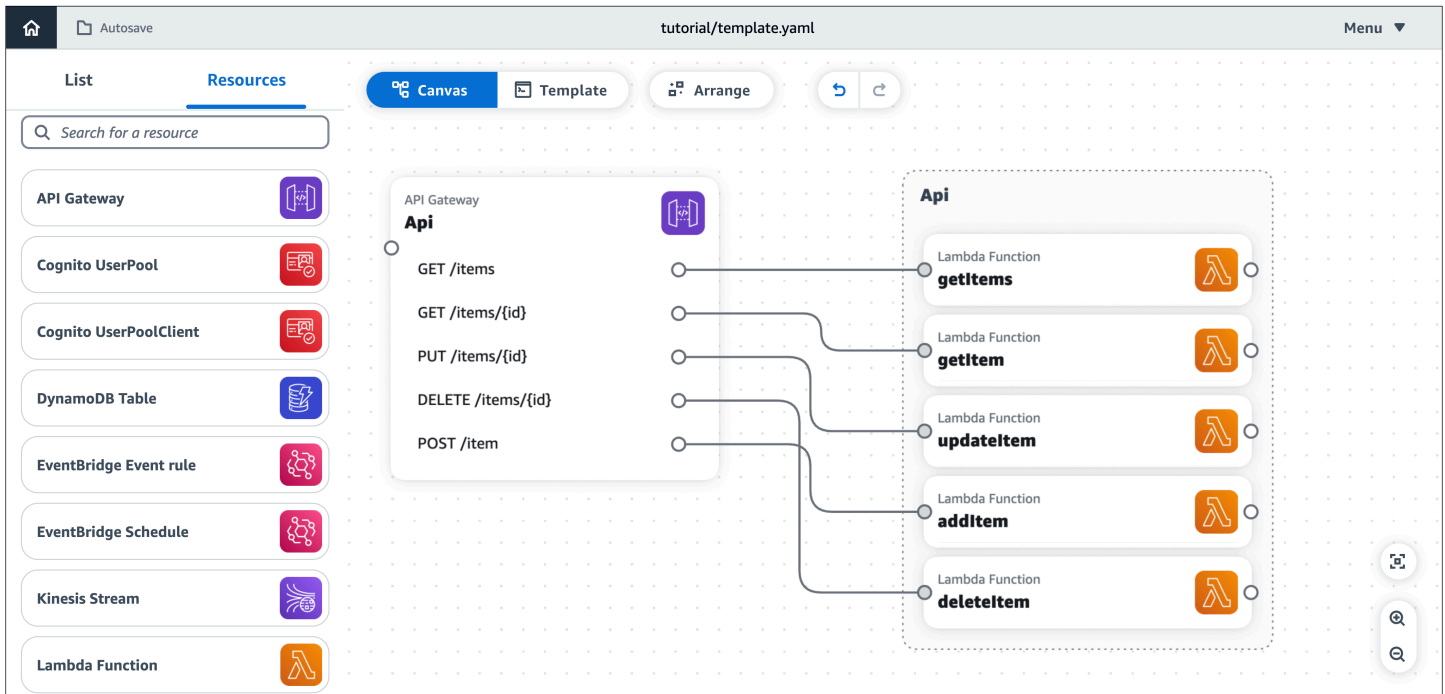 Autosave
tutorial/template.yaml
Menu
List
Resources
Canvas
Template
Arrange
Search for a resource
API Gateway
Cognito UserPool
Cognito UserPoolClient
DynamoDB Table
EventBridge Event rule
EventBridge Schedule
Kinesis Stream
Lambda Function
API Gateway
Api
GET /items
GET /items/{id}
PUT /items/{id}
DELETE /items/{id}
POST /item
Api
Lambda Function
getItems
Lambda Function
getItem
Lambda Function
updateItem
Lambda Function
addItem
Lambda Function
deleteItem